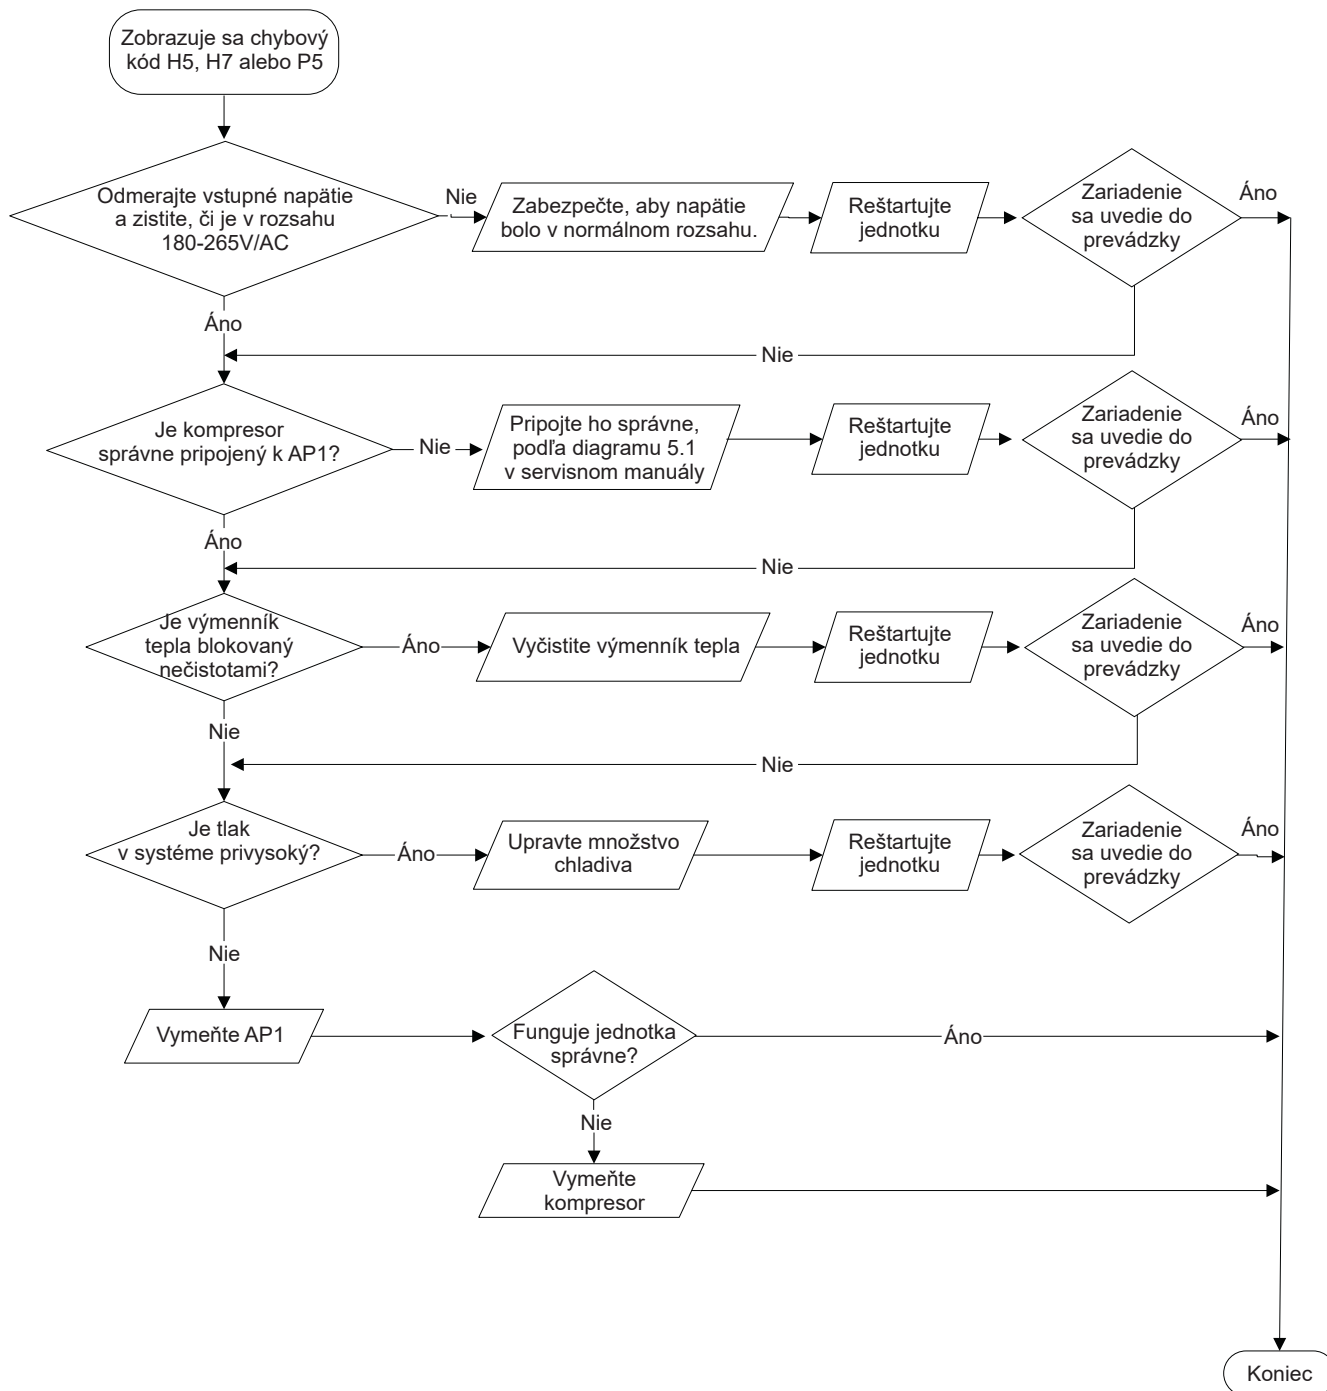 Zobrazuje sa chybový
kód H5, H7 alebo P5
Odmerajte vstupné napätie
a zistite, či je v rozsahu
180-265V/AC
Nie
Zabezpečte, aby napätie
bolo v normálnom rozsahu.
Reštartujte
jednotku
Zariadenie
sa uvedie do
prevádzky
Áno
Áno
Nie
Je kompresor
správne pripojený k AP1?
Nie
Pripojte ho správne,
podľa diagramu 5.1
v servisnom manuály
Reštartujte
jednotku
Zariadenie
sa uvedie do
prevádzky
Áno
Áno
Nie
Je výmenník
tepla blokovaný
nečistotami?
Áno
Vyčistite výmenník tepla
Reštartujte
jednotku
Zariadenie
sa uvedie do
prevádzky
Áno
Nie
Nie
Je tlak
v systéme privysoký?
Áno
Upravte množstvo
chladiva
Reštartujte
jednotku
Zariadenie
sa uvedie do
prevádzky
Áno
Nie
Vymeňte AP1
Funguje jednotka
správne?
Áno
Nie
Vymeňte
kompresor
Koniec